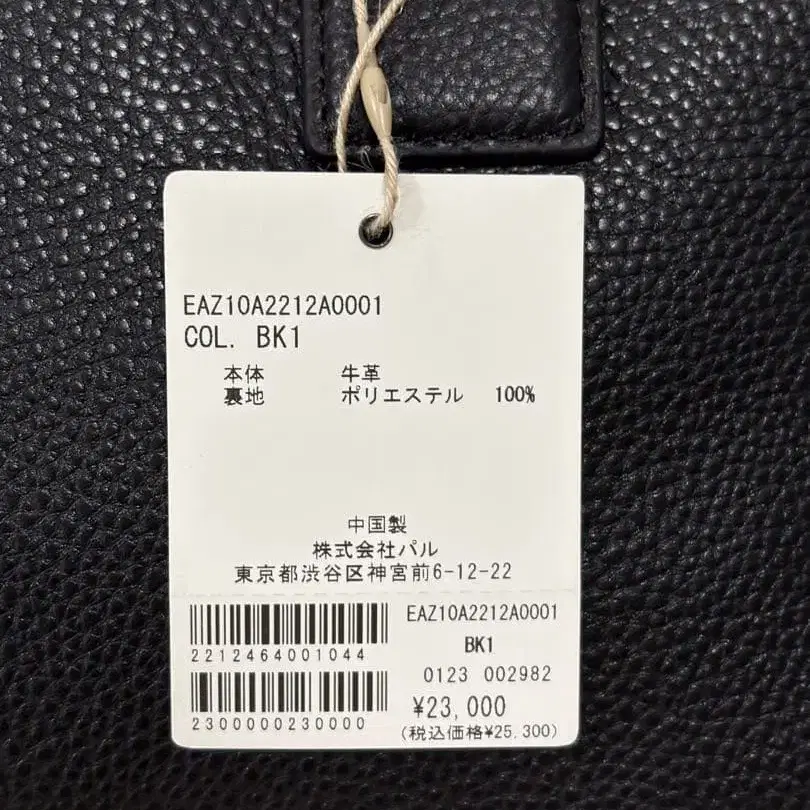 EAZ10A2212A0001
COL. BK1
本体 牛革
裏地 ポリエステル 100%
中国製
株式会社パル
東京都渋谷区神宮前6-12-22
2212464001044
2300000230000
EAZ10A2212A0001
BK1
0123 002982
¥23,000
(税込価格¥25,300)